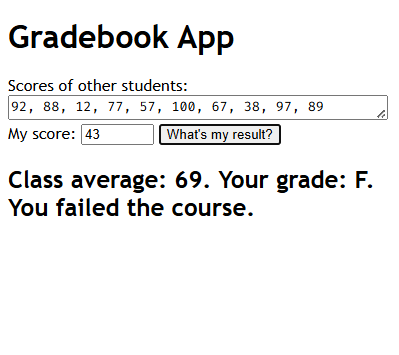 Gradebook App
Scores of other students:
92, 88, 12, 77, 57, 100, 67, 38, 97, 89
My score: 43 What's my result?
Class average: 69. Your grade: F.
You failed the course.